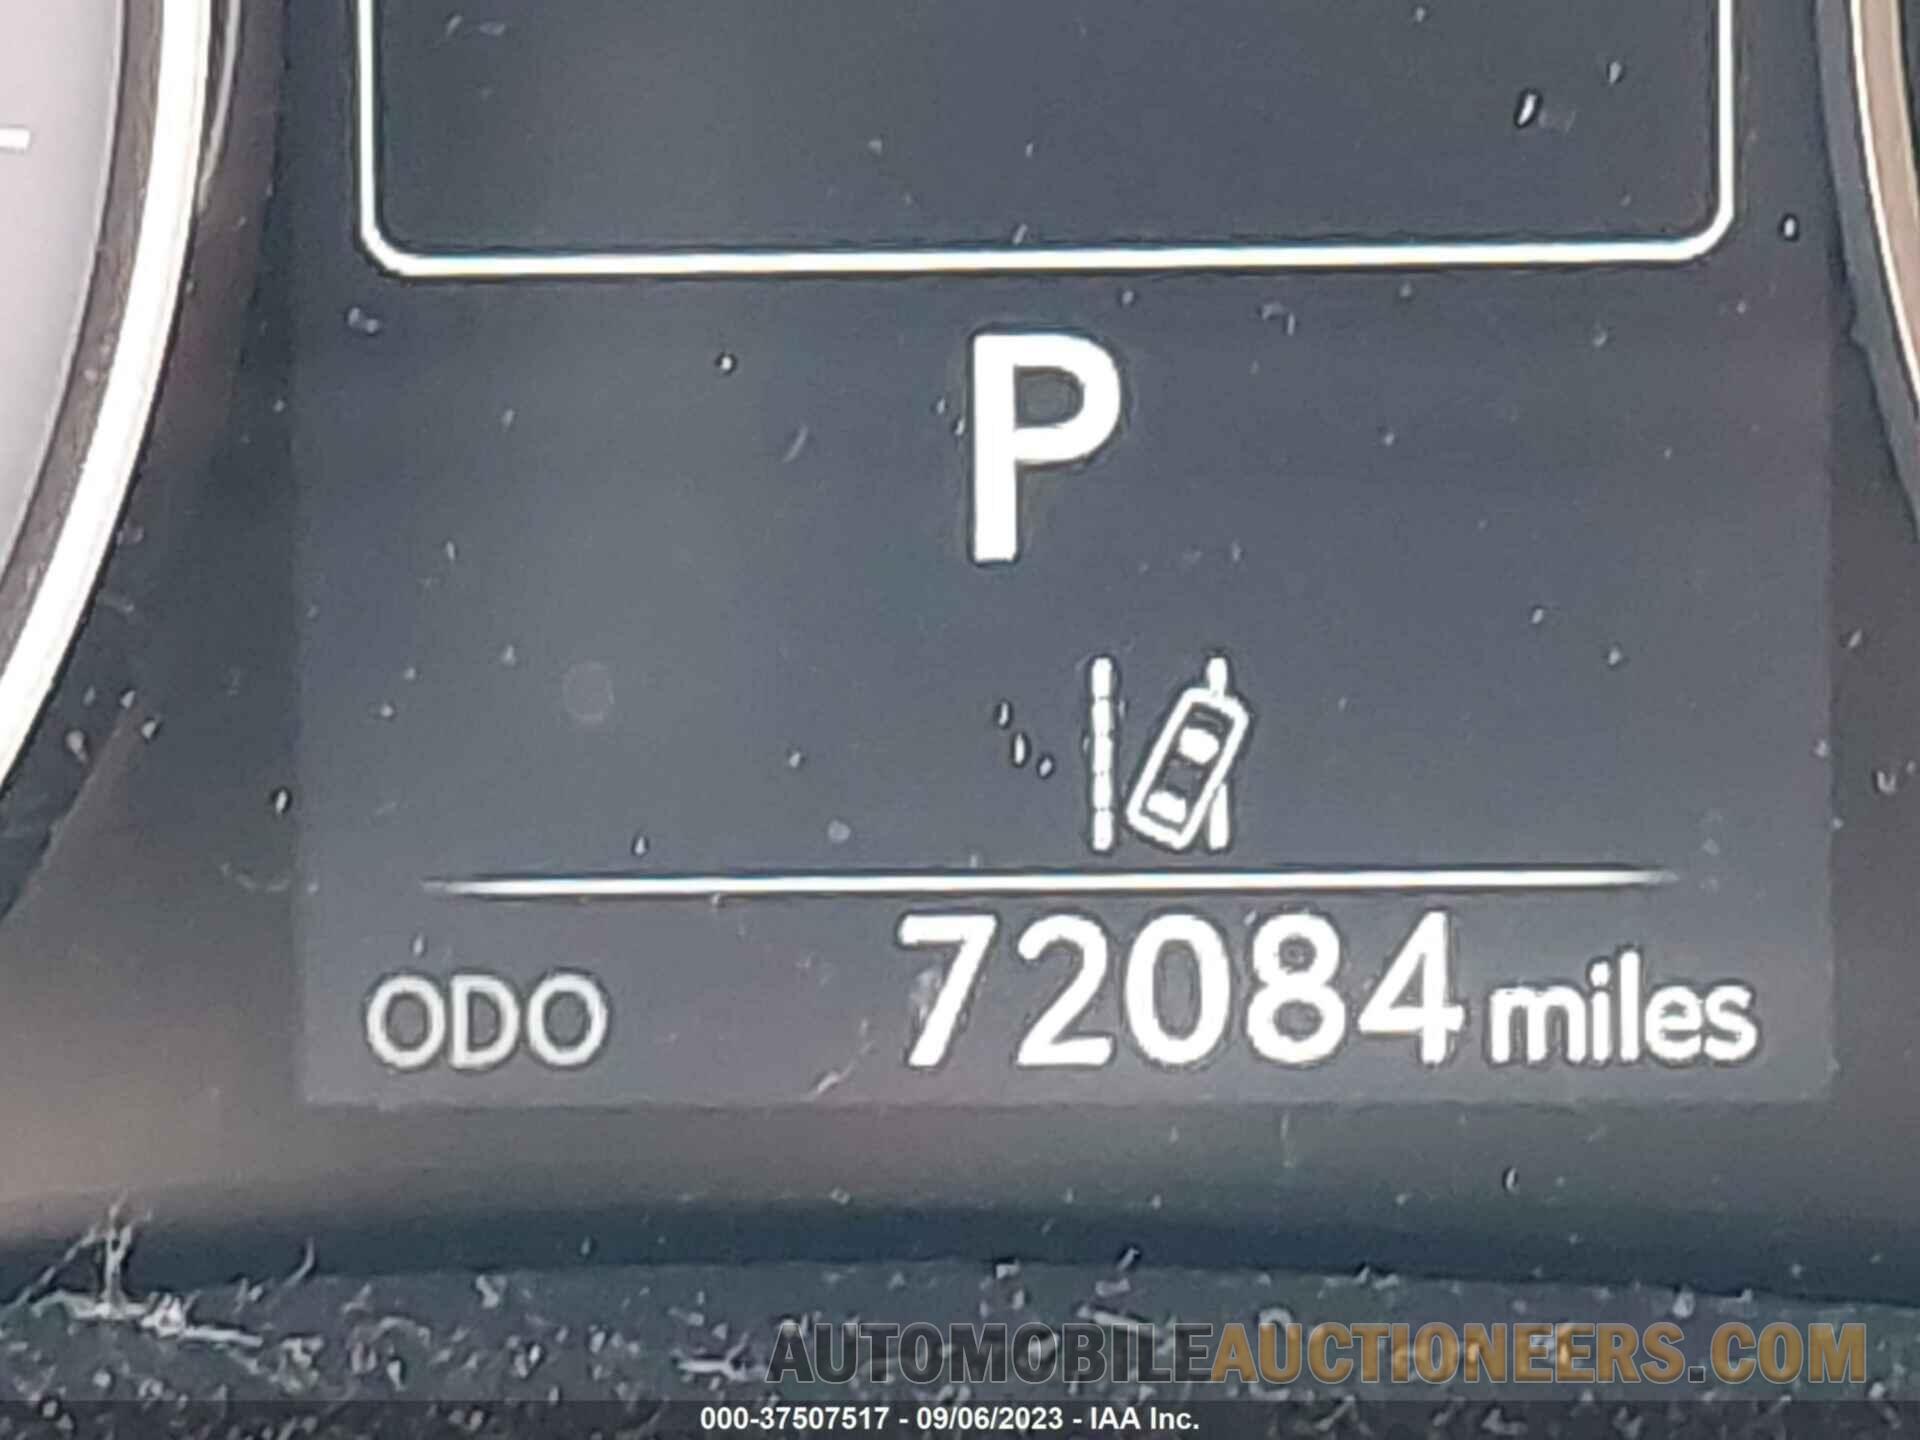 P
ODO 72084 miles
AUTOMOBILEAUCTIONEERS.COM
000-37507517 - 09/06/2023 - IAA Inc.